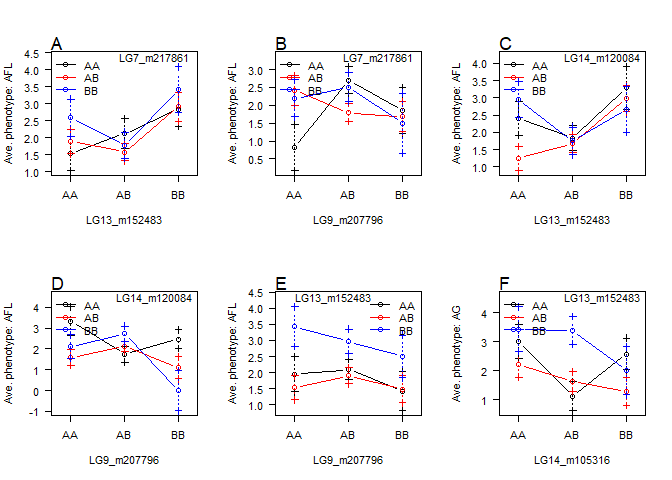 A
LG7_m217861
AA
AB
BB
4.5
4.0
3.5
3.0
2.5
2.0
1.5
1.0
Ave. phenotype: AFL
AA AB BB
LG13_m152483
B
LG7_m217861
AA
AB
BB
3.0
2.5
2.0
1.5
1.0
0.5
Ave. phenotype: AFL
AA AB BB
LG9_m207796
C
LG14_m120084
AA
AB
BB
4.0
3.5
3.0
2.5
2.0
1.5
1.0
Ave. phenotype: AFL
AA AB BB
LG13_m152483
D
LG14_m120084
AA
AB
BB
4
3
2
1
0
-1
Ave. phenotype: AFL
AA AB BB
LG9_m207796
E
LG13_m152483
AA
AB
BB
4.5
4.0
3.5
3.0
2.5
2.0
1.5
1.0
Ave. phenotype: AFL
AA AB BB
LG9_m207796
F
LG13_m152483
AA
AB
BB
4
3
2
1
Ave. phenotype: AG
AA AB BB
LG14_m105316